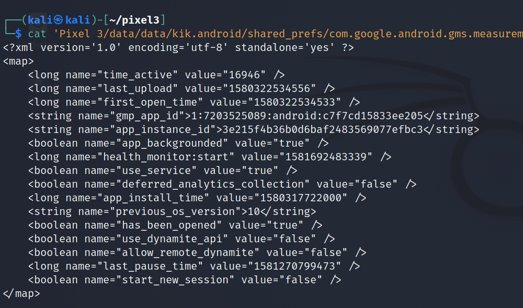 ┌──(kali㉿kali)-[~/pixel3]
└─$ cat 'Pixel 3/data/data/kik.android/shared_prefs/com.google.android.gms.measurem
<?xml version='1.0' encoding='utf-8' standalone='yes' ?>
<map>
    <long name="time_active" value="16946" />
    <long name="last_upload" value="1580322534556" />
    <long name="first_open_time" value="1580322534533" />
    <string name="gmp_app_id">1:7203525089:android:c7f7cd15833ee205</string>
    <string name="app_instance_id">3e215f4b36b0d6baf2483569077efbc3</string>
    <boolean name="app_backgrounded" value="true" />
    <long name="health_monitor:start" value="1581692483339" />
    <boolean name="use_service" value="true" />
    <boolean name="deferred_analytics_collection" value="false" />
    <long name="app_install_time" value="1580317722000" />
    <string name="previous_os_version">10</string>
    <boolean name="has_been_opened" value="true" />
    <boolean name="use_dynamite_api" value="false" />
    <boolean name="allow_remote_dynamite" value="false" />
    <long name="last_pause_time" value="1581270799473" />
    <boolean name="start_new_session" value="false" />
</map>